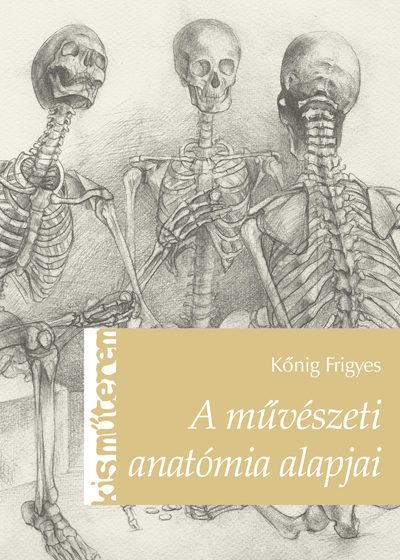 Kőnig Frigyes
A művészeti
anatómia alapjai
kisműterem